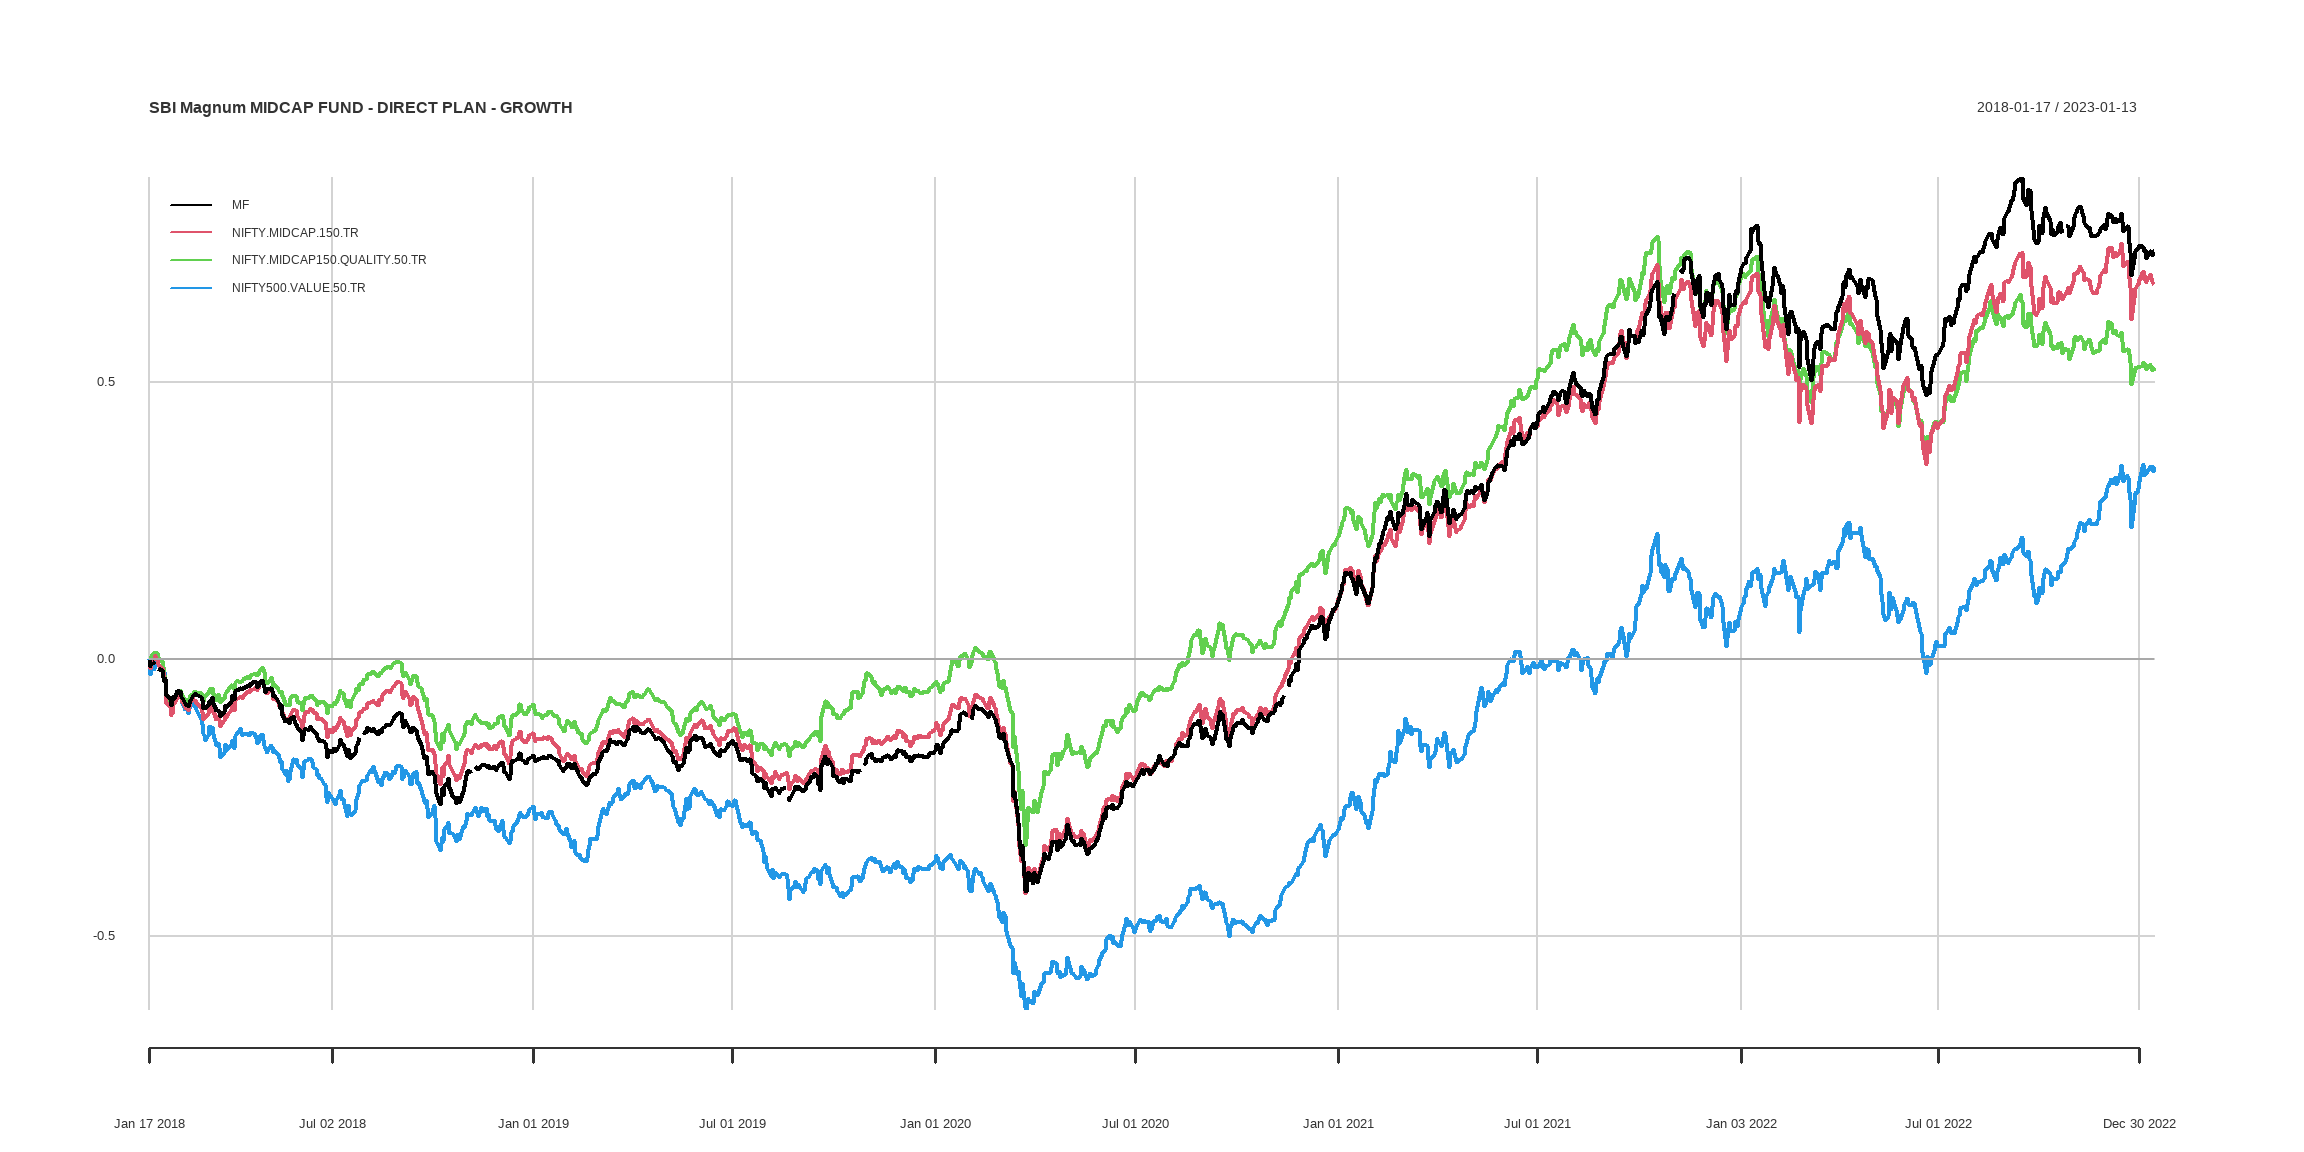 SBI Magnum MIDCAP FUND - DIRECT PLAN - GROWTH
2018-01-17 / 2023-01-13
MF
NIFTY.MIDCAP.150.TR
NIFTY.MIDCAP150.QUALITY.50.TR
NIFTY500.VALUE.50.TR
0.5
0.0
-0.5
Jan 17 2018
Jul 02 2018
Jan 01 2019
Jul 01 2019
Jan 01 2020
Jul 01 2020
Jan 01 2021
Jul 01 2021
Jan 03 2022
Jul 01 2022
Dec 30 2022